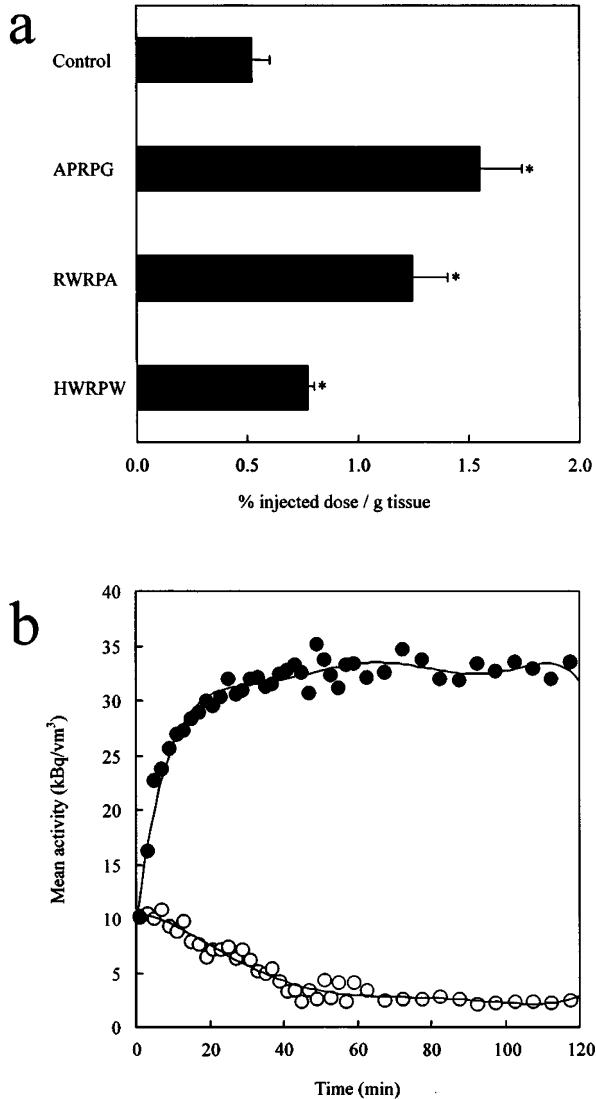 a
Control
APRPG
*
RWRPA
*
HWRPW
*
0.0 0.5 1.0 1.5 2.0
% injected dose / g tissue
b
40
35
30
25
20
15
10
5
0
Mean activity (kBq/vm³)
0 20 40 60 80 100 120
Time (min)